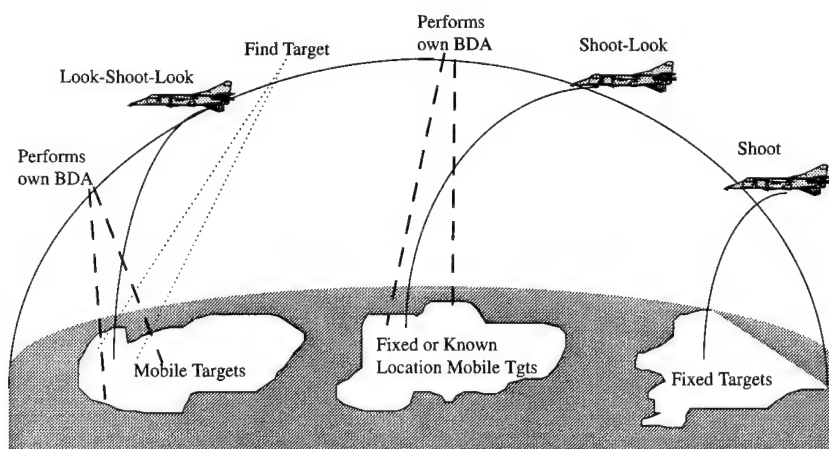 Performs
own BDA
Find Target
Shoot-Look
Look-Shoot-Look
Shoot
Performs
own BDA
Mobile Targets
Fixed or Known
Location Mobile Tgts
Fixed Targets